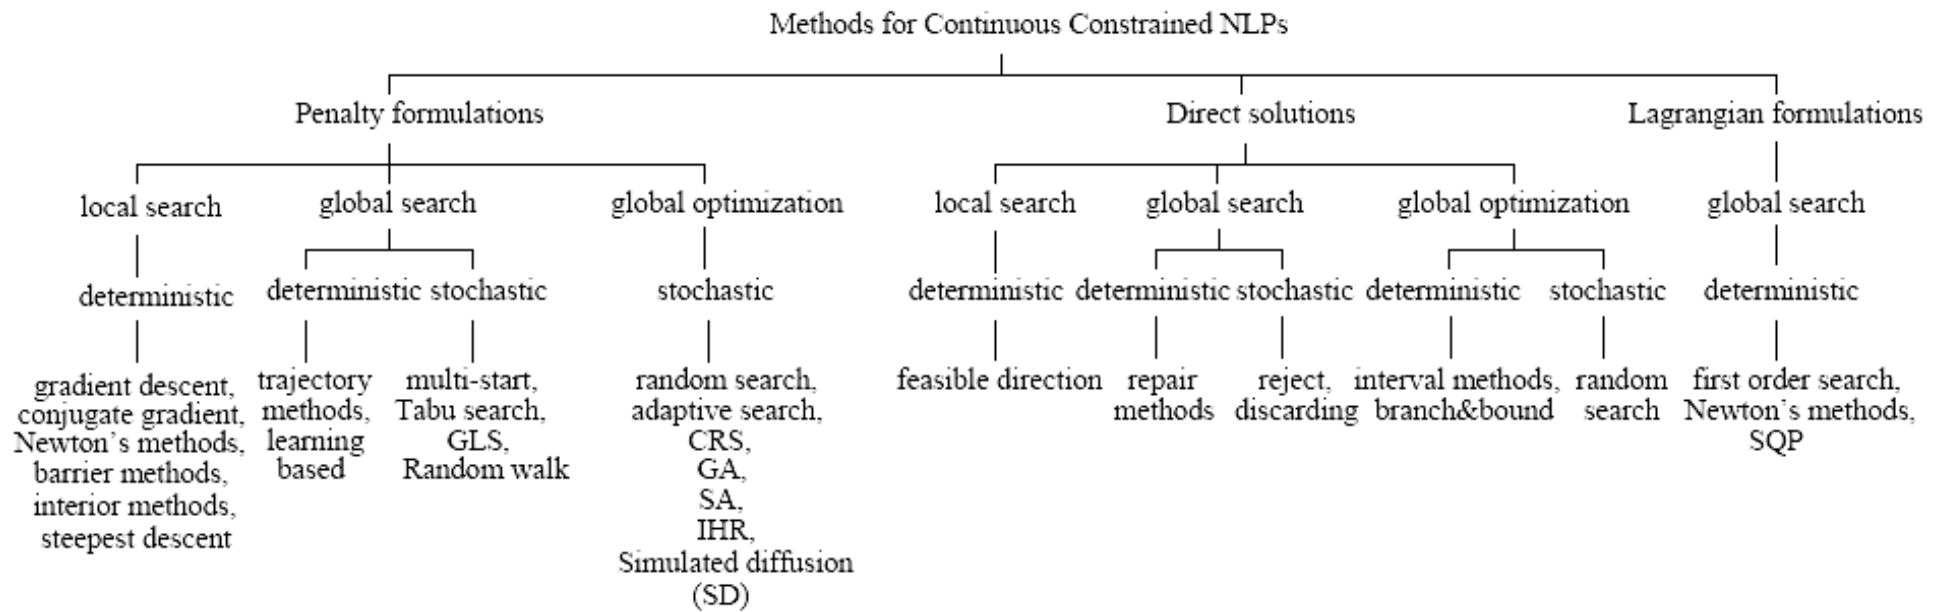 Methods for Continuous Constrained NLPs
Penalty formulations
Direct solutions
Lagrangian formulations
local search
global search
global optimization
local search
global search
global optimization
global search
deterministic
deterministic
stochastic
stochastic
deterministic
deterministic
stochastic
deterministic
stochastic
deterministic
gradient descent,
conjugate gradient,
Newton's methods,
barrier methods,
interior methods,
steepest descent
trajectory
methods,
learning
based
multi-start,
Tabu search,
GLS,
Random walk
random search,
adaptive search,
CRS,
GA,
SA,
IHR,
Simulated diffusion
(SD)
feasible direction
repair
methods
reject,
discarding
interval methods,
branch&bound
random
search
first order search,
Newton's methods,
SQP